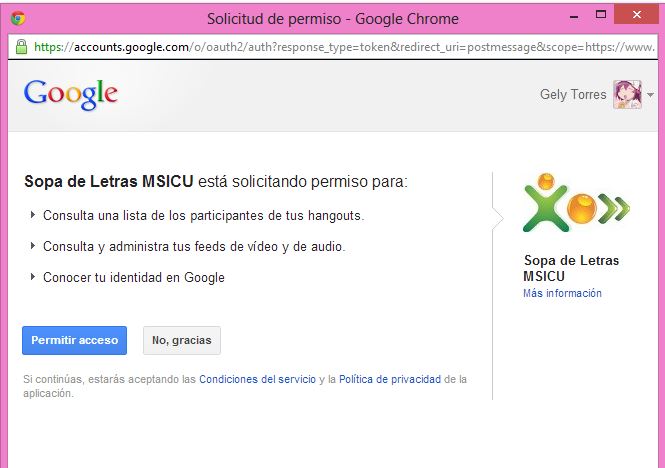 Solicitud de permiso - Google Chrome
https://accounts.google.com/o/oauth2/auth?response_type=token&redirect_uri=postmessage&scope=https://www.
Google
Gely Torres
Sopa de Letras MSICU está solicitando permiso para:
Consulta una lista de los participantes de tus hangouts.
Consulta y administra tus feeds de vídeo y de audio.
Conocer tu identidad en Google
Sopa de Letras
MSICU
Más información
Permitir acceso
No, gracias
Si continúas, estarás aceptando las Condiciones del servicio y la Política de privacidad de la
aplicación.